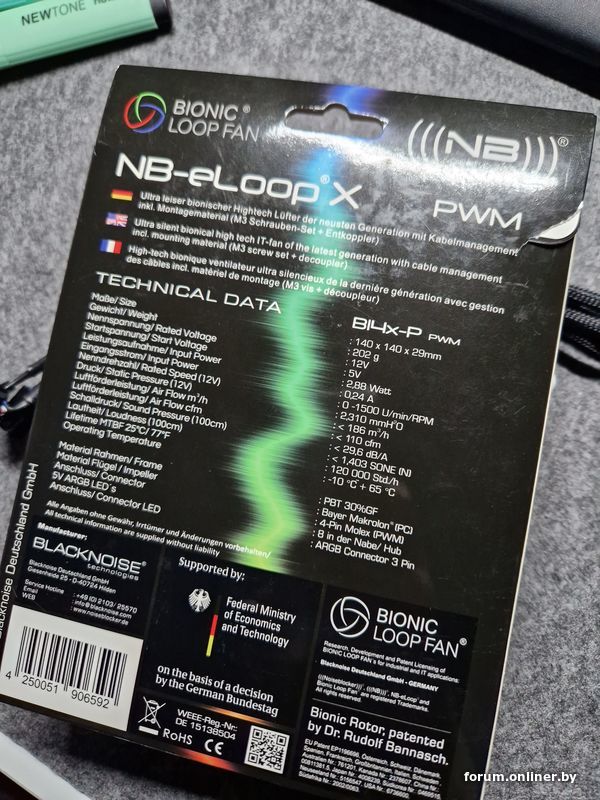 NEWTONE
BIONIC®
LOOP FAN
(((NB)))®
NB-eLoop® X
PWM
Ultra leiser bionischer Hightech Lüfter der neusten Generation mit Kabelmanagement
inkl. Montagematerial (M3 Schrauben-Set + Entkoppler)
Ultra silent bionical high tech IT-fan of the latest generation with cable management
incl. mounting material (M3 screw set + decoupler)
High-tech bionique ventilateur ultra silencieux de la dernière génération avec gestion
des câbles incl. matériel de montage (M3 vis + découpleur)
TECHNICAL DATA
B14x-P PWM
Maße/Size : 140 x 140 x 29mm
Gewicht/Weight : 202 g
Nennspannung/Rated Voltage : 12V
Startspannung/Start Voltage : 5V
Leistungsaufnahme/Input Power : 2,88 Watt
Eingangsstrom/Input Power : 0,24 A
Nenndrehzahl/Rated Speed (12V) : 0 -1500 U/min/RPM
Druck/Static Pressure (12V) : 2,310 mmH²O
Luftförderleistung/Air Flow m³/h : < 186 m³/h
Luftförderleistung/Air Flow cfm : < 110 cfm
Schalldruck/Sound Pressure (100cm) : < 29,6 dB/A
Lautheit/Loudness (100cm) : < 1,403 SONE (N)
Lifetime MTBF 25°C/77°F : 120 000 Std./h
Operating Temperature : -10 °C + 65 °C
Material Rahmen/Frame : PBT 30%GF
Material Flügel/Impeller : Bayer Makrolon® (PC)
Anschluss/Connector : 4-Pin Molex (PWM)
5V ARGB LED´s : 8 in der Nabe/Hub
Anschluss/Connector LED : ARGB Connector 3 Pin
Alle Angaben ohne Gewähr, Irrtümer und Änderungen vorbehalten/
All technical information are supplied without liability
Blacknoise Deutschland GmbH
Manufacturer:
BLACKNOISE®
technologies
Blacknoise Deutschland GmbH
Giesenheide 25 - D-40724 Hilden
Service Hotline : +49 (0) 2103 / 25570
Email : info@blacknoise.com
WEB : www.noiseblocker.de
4 250051 906592
Supported by:
Federal Ministry
of Economics
and Technology
on the basis of a decision
by the German Bundestag
WEEE-Reg.-Nr.:
DE 15138504
RoHS CE
BIONIC
LOOP FAN®
Research, Development and Patent Licensing of
BIONIC LOOP FAN´s for industrial and IT applications:
Blacknoise Deutschland GmbH - GERMANY
(((Noiseblocker)))®, (((NB)))®, NB-eLoop® and
Bionic Loop Fan® are registered Trademarks.
All rights reserved.
Bionic Rotor, patented
by Dr. Rudolf Bannasch.
forum.onliner.by